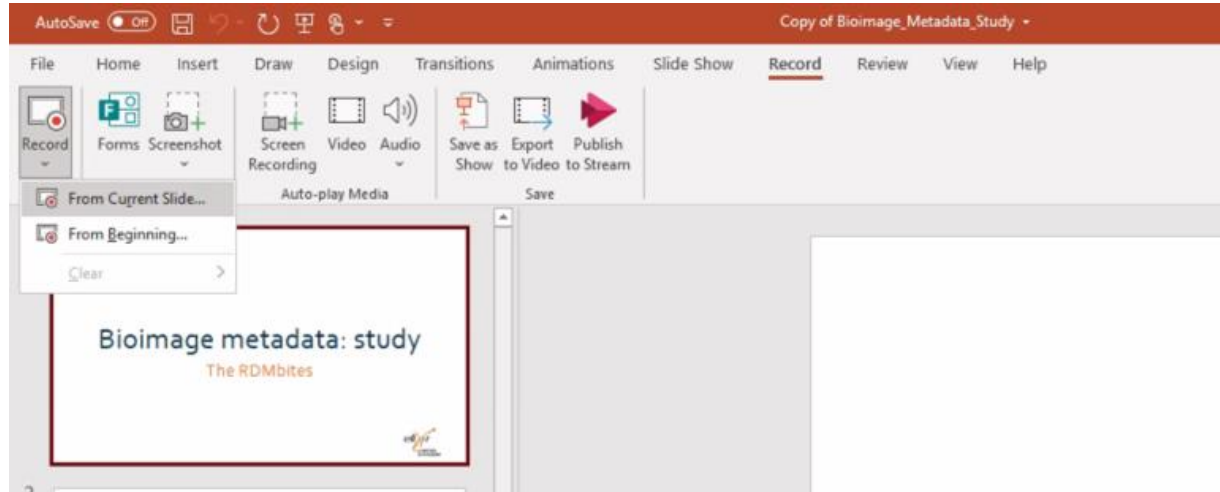 AutoSave Off Copy of Bioimage_Metadata_Study
File Home Insert Draw Design Transitions Animations Slide Show Record Review View Help
Record Forms Screenshot Screen Recording Video Audio Save as Show Export to Video Publish to Stream
Auto-play Media Save
From Current Slide...
From Beginning...
Clear
Bioimage metadata: study
The RDMbites